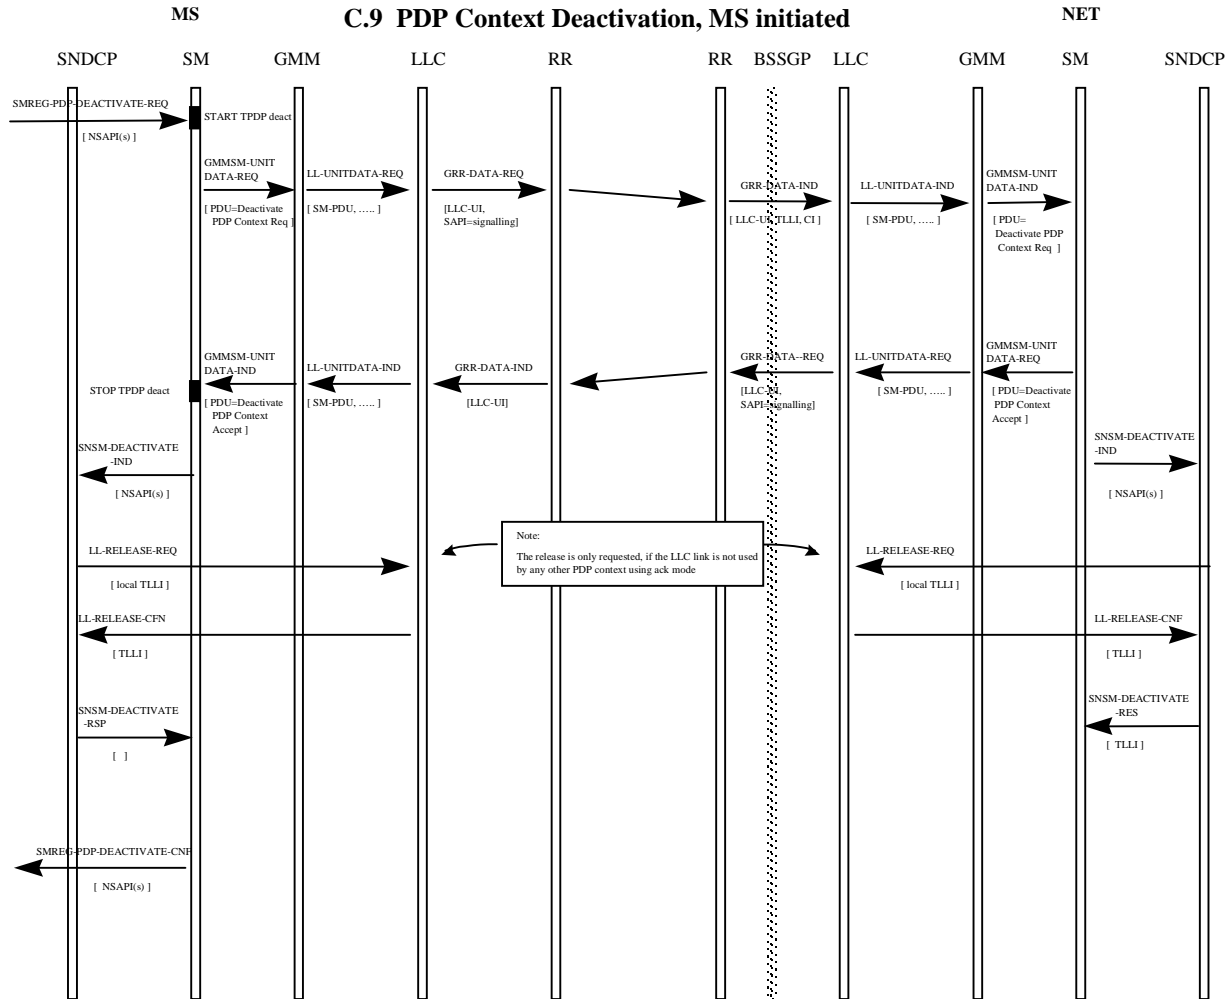 MS
C.9 PDP Context Deactivation, MS initiated
NET
SNDCP SM GMM LLC RR RR BSSGP LLC GMM SM SNDCP
SMREG-PDP-DEACTIVATE-REQ
[ NSAPI(s) ]
START TPDP deact
GMMSM-UNIT
DATA-REQ
[ PDU=Deactivate
PDP Context Req ]
LL-UNITDATA-REQ
[ SM-PDU, ..... ]
GRR-DATA-REQ
[LLC-UI,
SAPI=signalling]
GRR-DATA-IND
[ LLC-UI, TLLI, CI ]
LL-UNITDATA-IND
[ SM-PDU, ..... ]
GMMSM-UNIT
DATA-IND
[ PDU=
Deactivate PDP
Context Req ]
STOP TPDP deact
GMMSM-UNIT
DATA-IND
[ PDU=Deactivate
PDP Context
Accept ]
LL-UNITDATA-IND
[ SM-PDU, ..... ]
GRR-DATA-IND
[LLC-UI]
GRR-DATA--REQ
[LLC-UI,
SAPI=signalling]
LL-UNITDATA-REQ
[ SM-PDU, ..... ]
GMMSM-UNIT
DATA-REQ
[ PDU=Deactivate
PDP Context
Accept ]
SNSM-DEACTIVATE
-IND
[ NSAPI(s) ]
SNSM-DEACTIVATE
-IND
[ NSAPI(s) ]
LL-RELEASE-REQ
[ local TLLI ]
Note:
The release is only requested, if the LLC link is not used
by any other PDP context using ack mode
LL-RELEASE-REQ
[ local TLLI ]
LL-RELEASE-CFN
[ TLLI ]
LL-RELEASE-CNF
[ TLLI ]
SNSM-DEACTIVATE
-RSP
[ ]
SNSM-DEACTIVATE
-RES
[ TLLI ]
SMREG-PDP-DEACTIVATE-CNF
[ NSAPI(s) ]